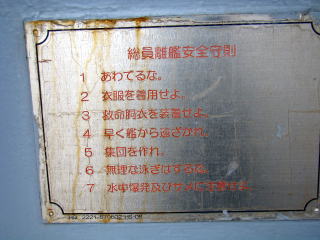 総員離艦安全守則
1 あわてるな。
2 衣服を着用せよ。
3 救命胴衣を装着せよ。
4 早く艦から遠ざかれ。
5 集団を作れ。
6 無理な泳ぎはするな。
7 水中爆発及びサメに注意せよ。